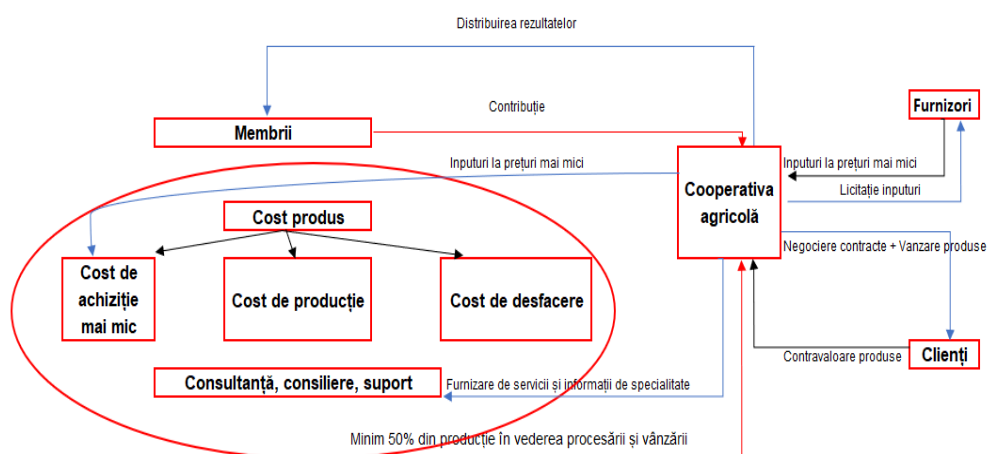 Distribuirea rezultatelor
Furnizori
Contribuție
Membrii
Inputuri la prețuri mai mici
Inputuri la prețuri mai mici
Cooperativa
agricolă
Licitație inputuri
Cost produs
Negociere contracte + Vanzare produse
Cost de
achiziție
mai mic
Cost de producție
Cost de desfacere
Contravaloare produse
Clienți
Consultanță, consiliere, suport
Furnizare de servicii și informații de specialitate
Minim 50% din producție în vederea procesării și vânzării